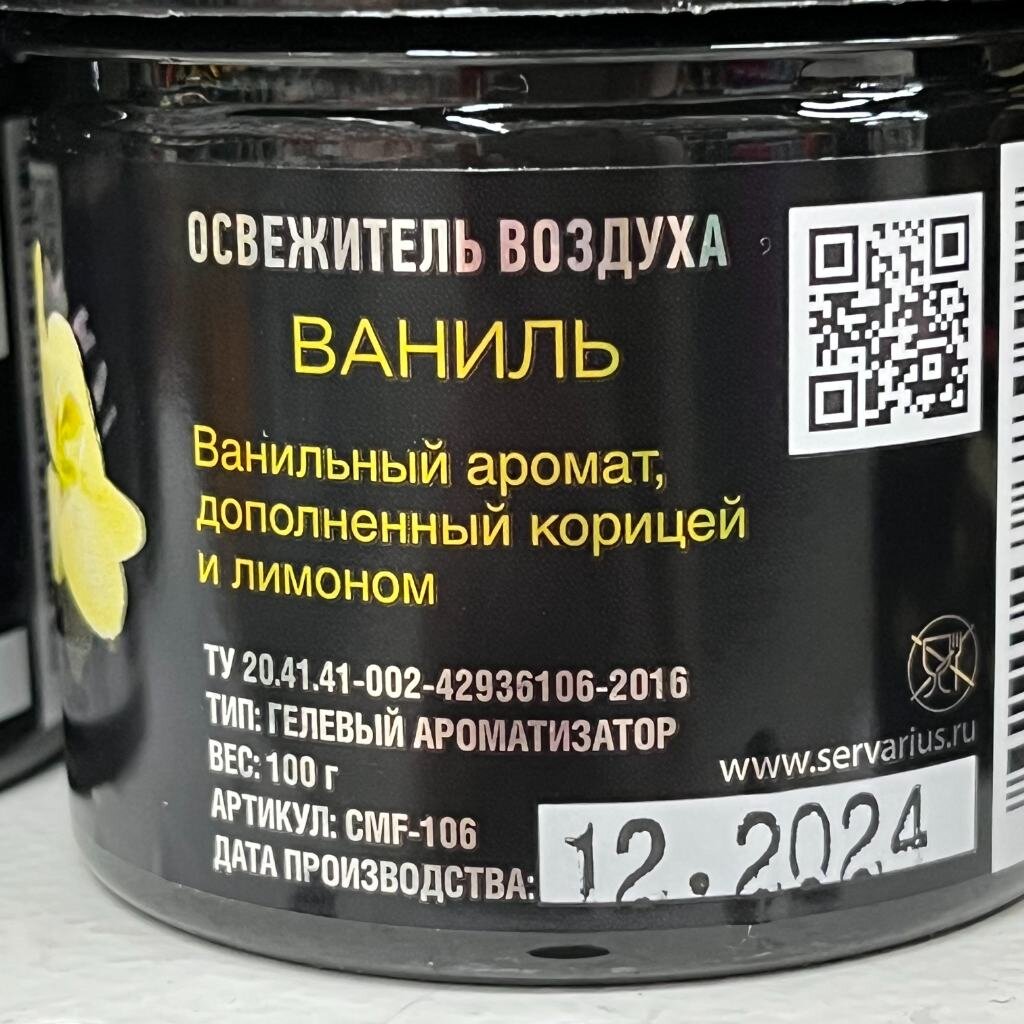 ОСВЕЖИТЕЛЬ ВОЗДУХА
ВАНИЛЬ
Ванильный аромат,
дополненный корицей
и лимоном
ТУ 20.41.41-002-42936106-2016
ТИП: ГЕЛЕВЫЙ АРОМАТИЗАТОР
ВЕС: 100 г
АРТИКУЛ: CMF-106
ДАТА ПРОИЗВОДСТВА: 12.2024
www.servarius.ru